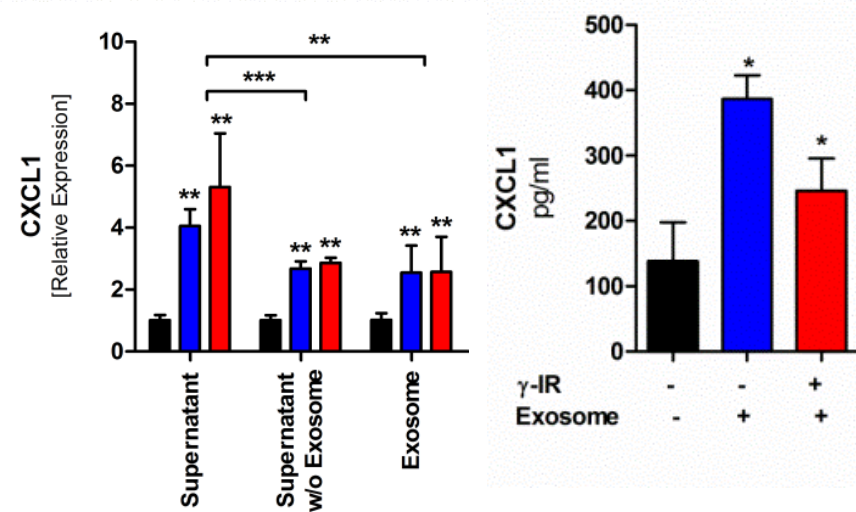 10
8
6
4
2
0
CXCL1
[Relative Expression]
**
***
**
**
**
**
**
**
Supernatant
Supernatant
w/o Exosome
Exosome
500
400
300
200
100
0
CXCL1
pg/ml
*
*
γ-IR - - +
Exosome - + +